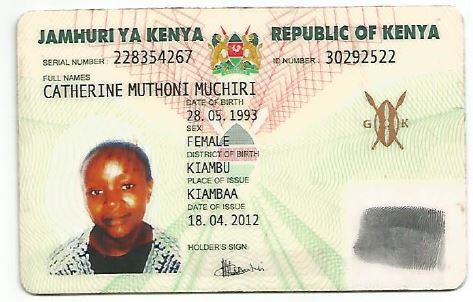 JAMHURI YA KENYA REPUBLIC OF KENYA
SERIAL NUMBER: 228354267 ID NUMBER: 30292522
FULL NAMES
CATHERINE MUTHONI MUCHIRI
DATE OF BIRTH
28.05.1993
SEX
FEMALE
DISTRICT OF BIRTH
KIAMBU
PLACE OF ISSUE
KIAMBAA
DATE OF ISSUE
18.04.2012
HOLDER'S SIGN.
G K